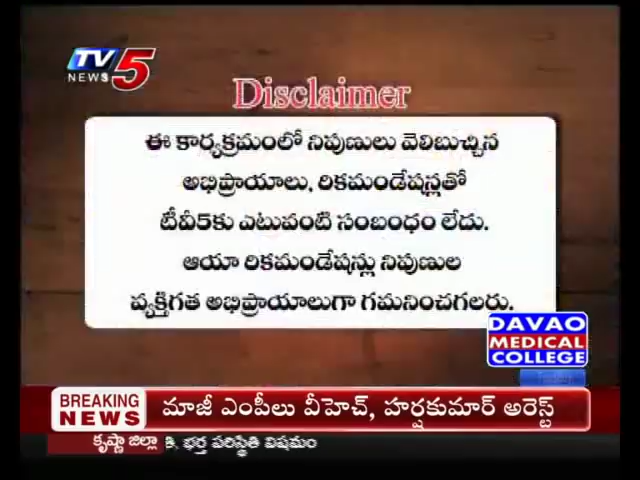 TV5
NEWS
Disclaimer
ఈ కార్యక్రమంలో నిపుణులు వెలిబుచ్చిన
అభిప్రాయాలు, రికమండేషన్లతో
టీవీ5కు ఎటువంటి సంబంధం లేదు.
ఆయా రికమండేషన్లు నిపుణుల
వ్యక్తిగత అభిప్రాయాలుగా గమనించగలరు.
DAVAO
MEDICAL
COLLEGE
BREAKING
NEWS
మాజీ ఎంపీలు వీహెచ్, హర్షకుమార్ అరెస్ట్
కృష్ణా జిల్లా తి, భర్త పరిస్థితి విషమం